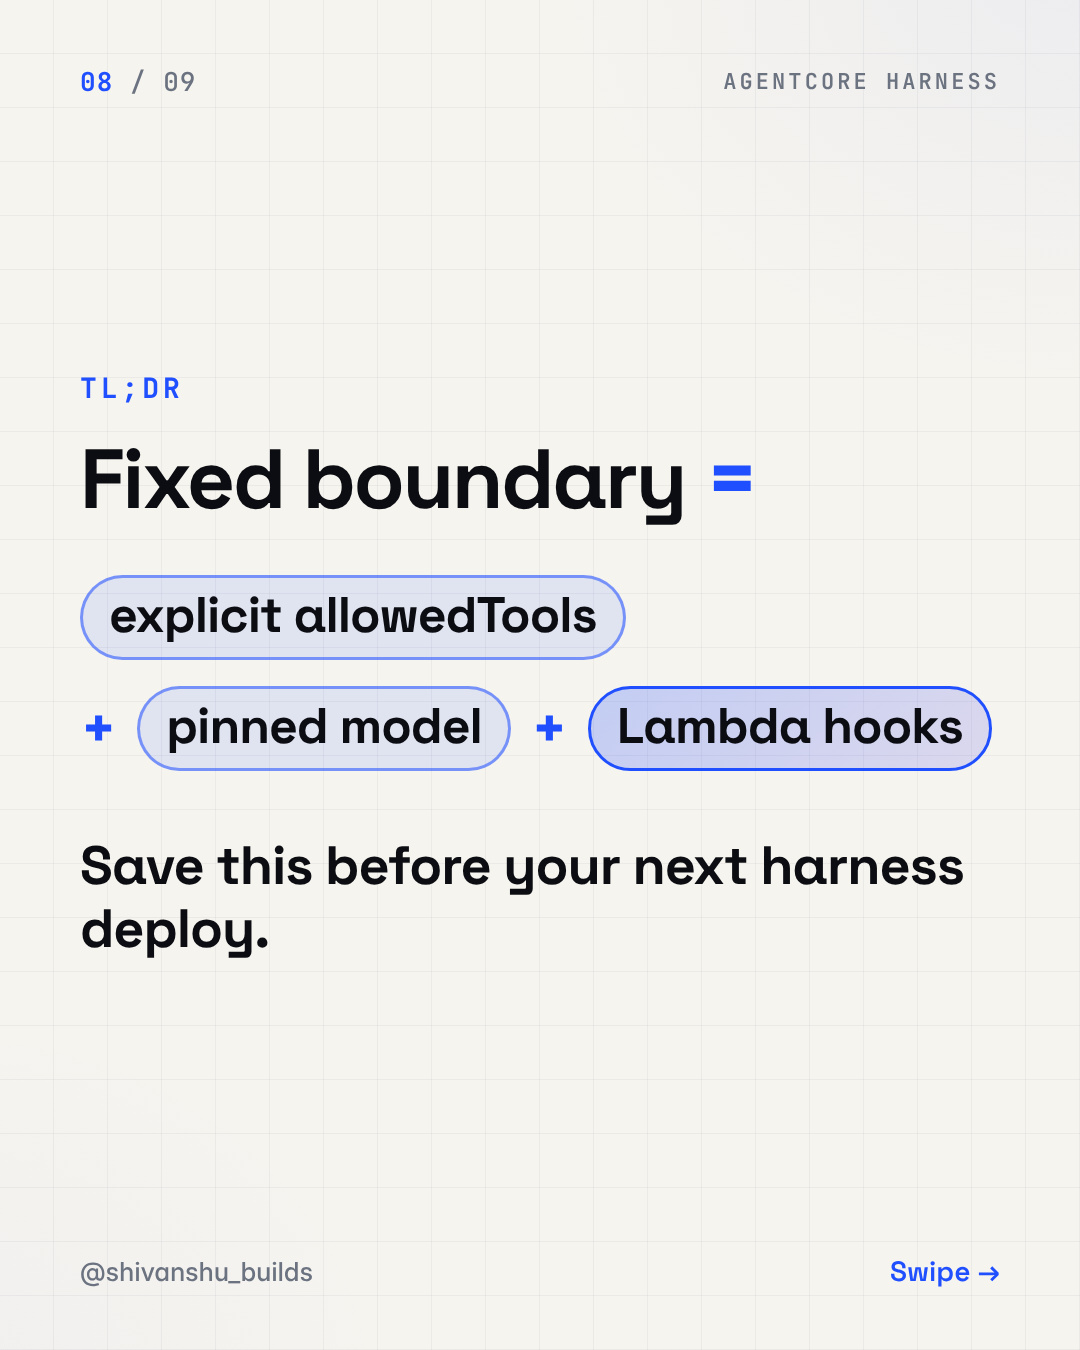 08 / 09
AGENTCORE HARNESS
TL;DR
Fixed boundary =
explicit allowedTools
+ pinned model + Lambda hooks
Save this before your next harness
deploy.
@shivanshu_builds
Swipe →